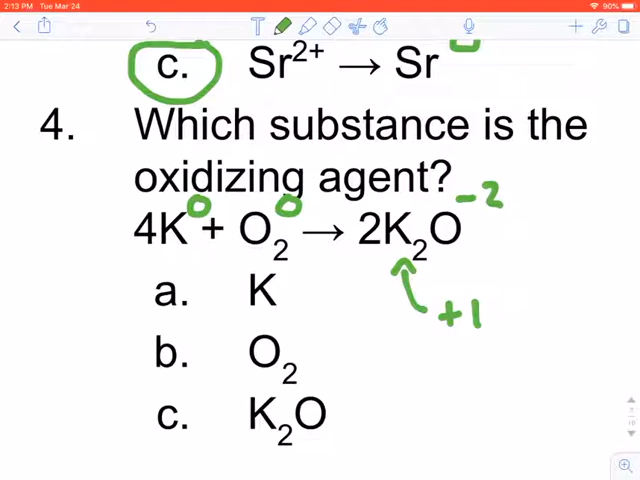 2:13 PM Tue Mar 24 90%
c. Sr²⁺ → Sr
4. Which substance is the
oxidizing agent?
0 0 -2
4K + O₂ → 2K₂O
+1
a. K
b. O₂
c. K₂O